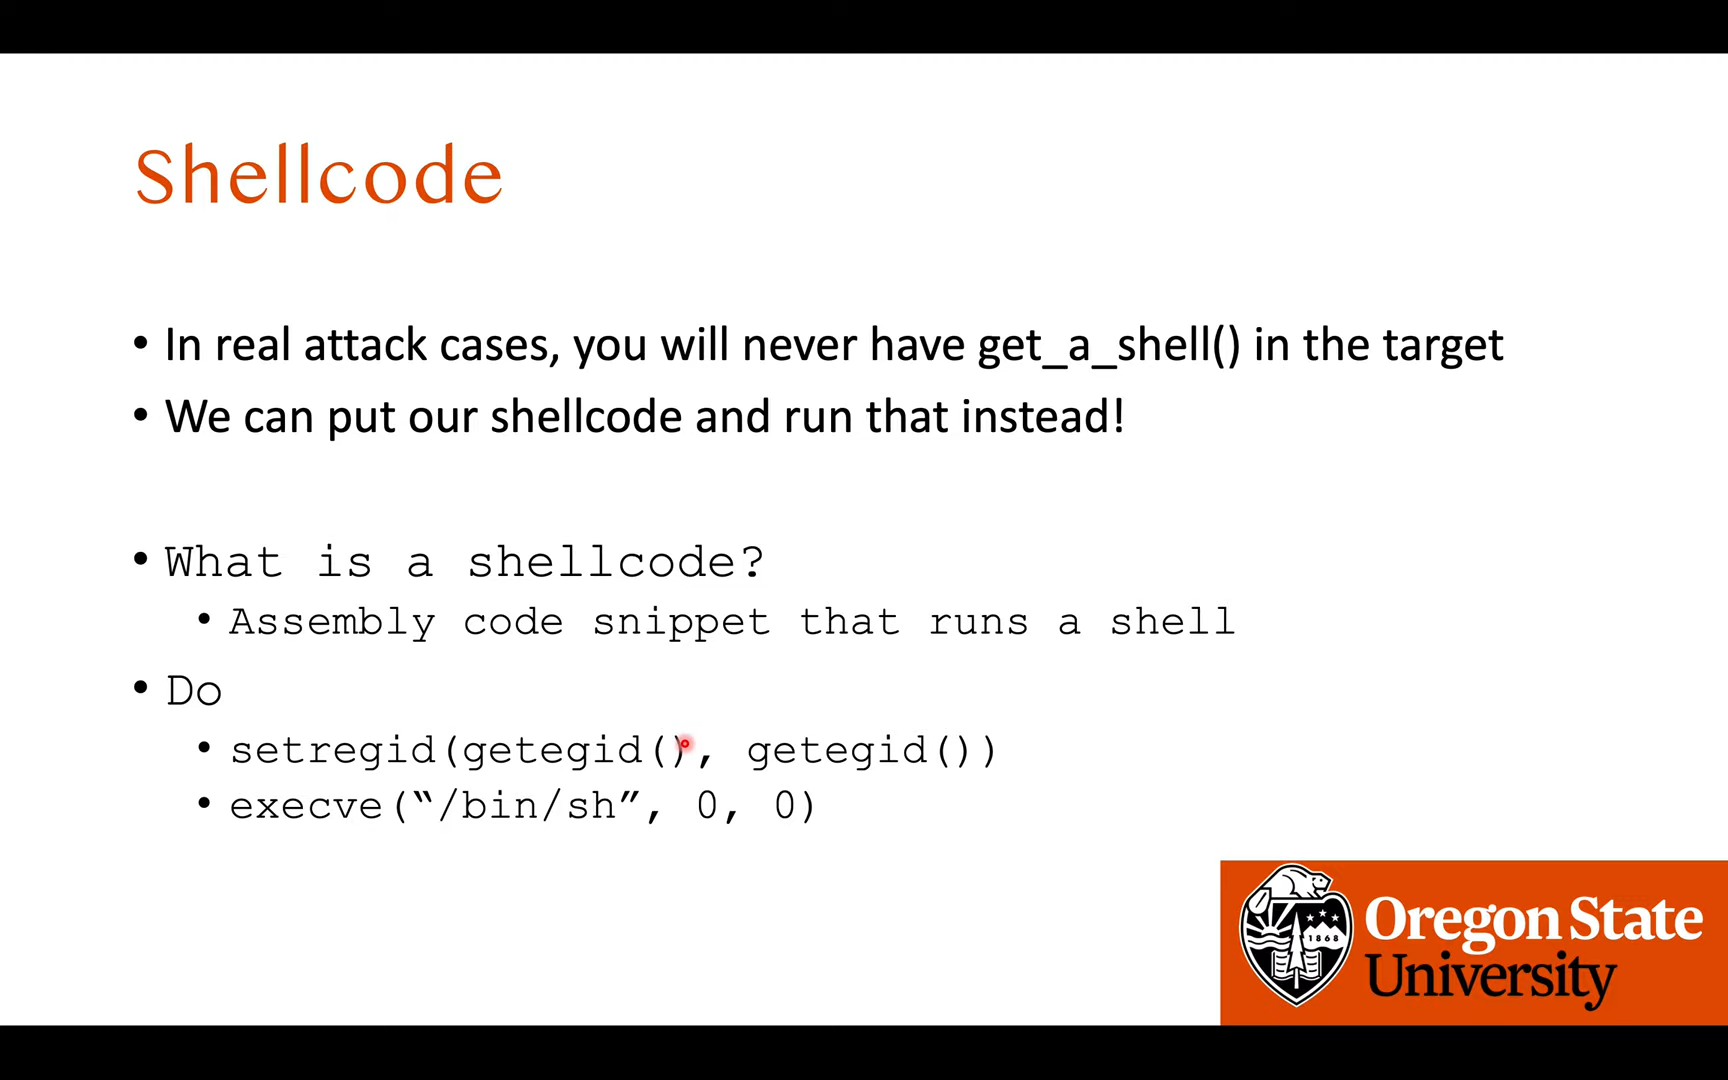 Shellcode
• In real attack cases, you will never have get_a_shell() in the target
• We can put our shellcode and run that instead!
• What is a shellcode?
• Assembly code snippet that runs a shell
• Do
• setregid(getegid(), getegid())
• execve(“/bin/sh”, 0, 0)
1868
Oregon State
University